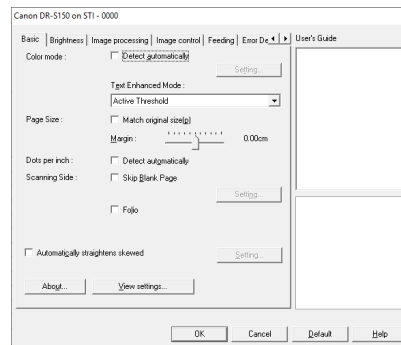 Canon DR-S150 on STI - 0000
Basic Brightness Image processing Image control Feeding Error De
User's Guide
Color mode : Detect automatically
Setting...
Text Enhanced Mode :
Active Threshold
Page Size : Match original size(p)
Margin : 0.00cm
Dots per inch : Detect automatically
Scanning Side : Skip Blank Page
Setting...
Folio
Automatically straightens skewed Setting...
About... View settings...
OK Cancel Default Help